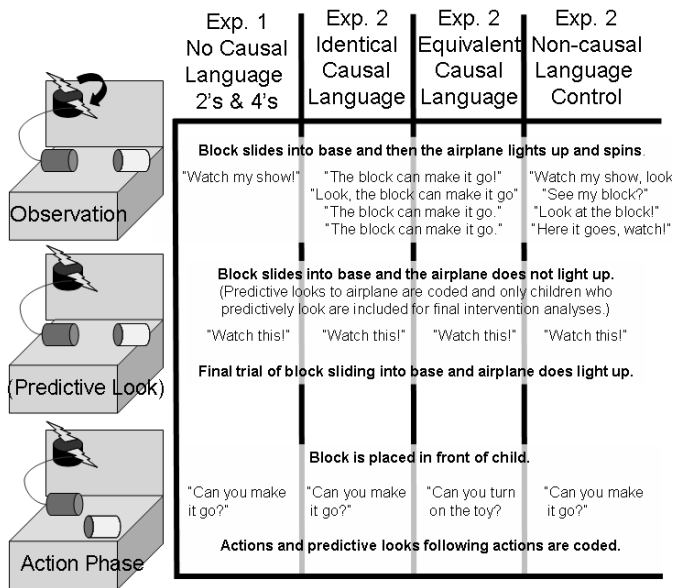 Exp. 1
No Causal
Language
2's & 4's
Exp. 2
Identical
Causal
Language
Exp. 2
Equivalent
Causal
Language
Exp. 2
Non-causal
Language
Control
Observation
Block slides into base and then the airplane lights up and spins.
"Watch my show!"
"The block can make it go!"
"Look, the block can make it go"
"The block can make it go."
"The block can make it go."
"Watch my show, look
"See my block?"
"Look at the block!"
"Here it goes, watch!"
(Predictive Look)
Block slides into base and the airplane does not light up.
(Predictive looks to airplane are coded and only children who
predictively look are included for final intervention analyses.)
"Watch this!" "Watch this!" "Watch this!" "Watch this!"
Final trial of block sliding into base and airplane does light up.
Action Phase
Block is placed in front of child.
"Can you make
it go?"
"Can you make
it go?"
"Can you turn
on the toy?
"Can you make
it go?"
Actions and predictive looks following actions are coded.